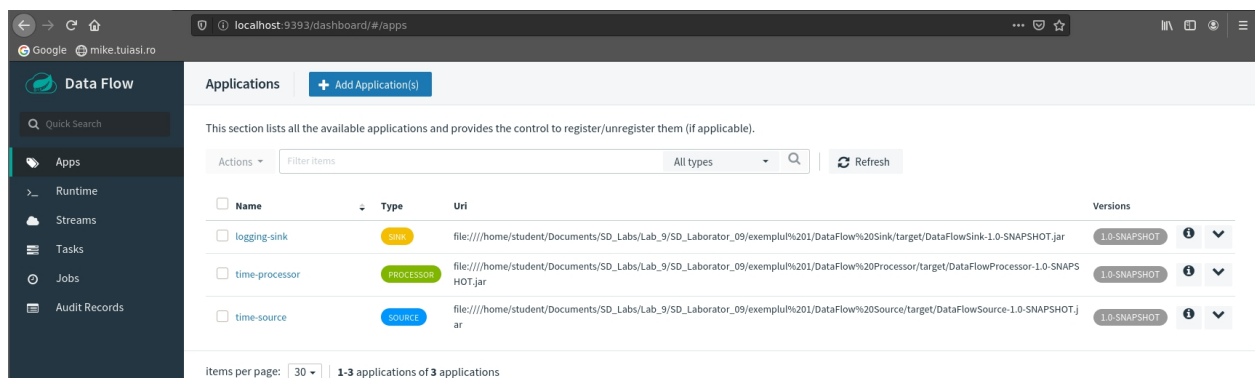 localhost:9393/dashboard/#/apps
Google mike.tuiasi.ro
Data Flow
Quick Search
Apps
Runtime
Streams
Tasks
Jobs
Audit Records
Applications
Add Application(s)
This section lists all the available applications and provides the control to register/unregister them (if applicable).
Actions Filter items All types Refresh
Name Type Uri Versions
logging-sink SINK file:////home/student/Documents/SD_Labs/Lab_9/SD_Laborator_09/exemplul%201/DataFlow%20Sink/target/DataFlowSink-1.0-SNAPSHOT.jar 1.0-SNAPSHOT
time-processor PROCESSOR file:////home/student/Documents/SD_Labs/Lab_9/SD_Laborator_09/exemplul%201/DataFlow%20Processor/target/DataFlowProcessor-1.0-SNAPS 1.0-SNAPSHOT
HOT.jar
time-source SOURCE file:////home/student/Documents/SD_Labs/Lab_9/SD_Laborator_09/exemplul%201/DataFlow%20Source/target/DataFlowSource-1.0-SNAPSHOT.j 1.0-SNAPSHOT
ar
items per page: 30 1-3 applications of 3 applications